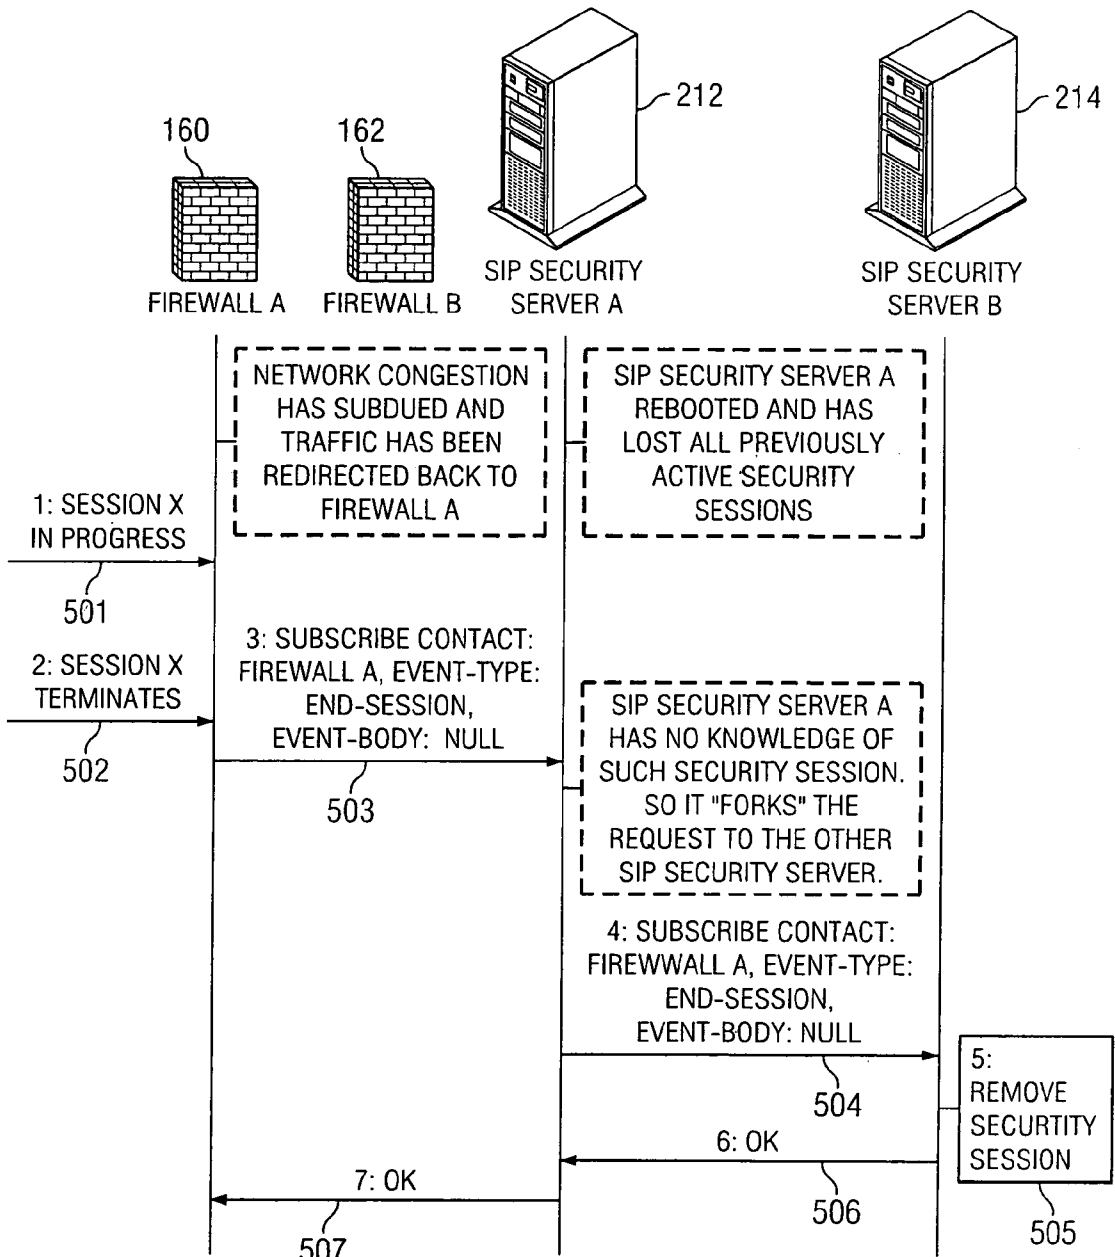 212
214
160
162
SIP SECURITY
SERVER A
SIP SECURITY
SERVER B
FIREWALL A
FIREWALL B
NETWORK CONGESTION
HAS SUBDUED AND
TRAFFIC HAS BEEN
REDIRECTED BACK TO
FIREWALL A
SIP SECURITY SERVER A
REBOOTED AND HAS
LOST ALL PREVIOUSLY
ACTIVE SECURITY
SESSIONS
1: SESSION X
IN PROGRESS
501
2: SESSION X
TERMINATES
502
3: SUBSCRIBE CONTACT:
FIREWALL A, EVENT-TYPE:
END-SESSION,
EVENT-BODY: NULL
503
SIP SECURITY SERVER A
HAS NO KNOWLEDGE OF
SUCH SECURITY SESSION.
SO IT "FORKS" THE
REQUEST TO THE OTHER
SIP SECURITY SERVER.
4: SUBSCRIBE CONTACT:
FIREWWALL A, EVENT-TYPE:
END-SESSION,
EVENT-BODY: NULL
504
5:
REMOVE
SECURTITY
SESSION
505
6: OK
506
7: OK
507